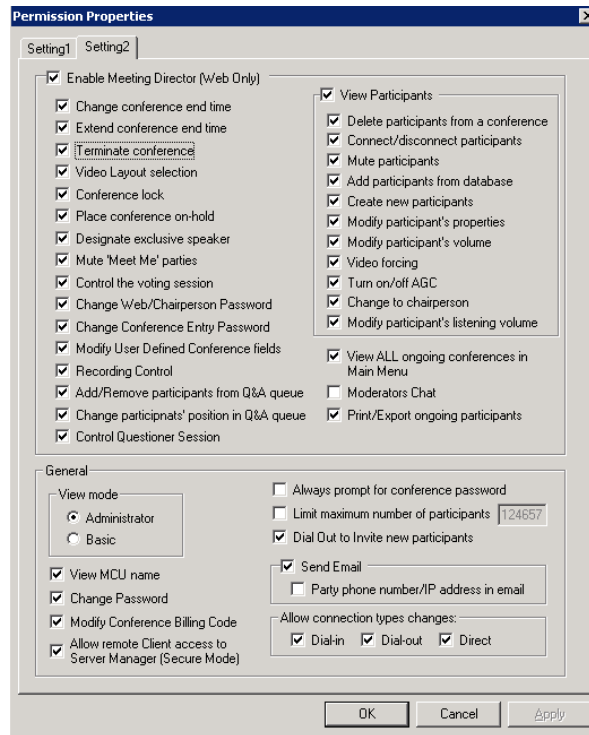 Permission Properties
Setting1 Setting2
Enable Meeting Director (Web Only)
Change conference end time
Extend conference end time
Terminate conference
Video Layout selection
Conference lock
Place conference on-hold
Designate exclusive speaker
Mute 'Meet Me' parties
Control the voting session
Change Web/Chairperson Password
Change Conference Entry Password
Modify User Defined Conference fields
Recording Control
Add/Remove participants from Q&A queue
Change participnats' position in Q&A queue
Control Questioner Session
View Participants
Delete participants from a conference
Connect/disconnect participants
Mute participants
Add participants from database
Create new participants
Modify participant's properties
Modify participant's volume
Video forcing
Turn on/off AGC
Change to chairperson
Modify participant's listening volume
View ALL ongoing conferences in
Main Menu
Moderators Chat
Print/Export ongoing participants
General
View mode
Administrator
Basic
View MCU name
Change Password
Modify Conference Billing Code
Allow remote Client access to
Server Manager (Secure Mode)
Always prompt for conference password
Limit maximum number of participants 124657
Dial Out to Invite new participants
Send Email
Party phone number/IP address in email
Allow connection types changes:
Dial-in Dial-out Direct
OK Cancel Apply